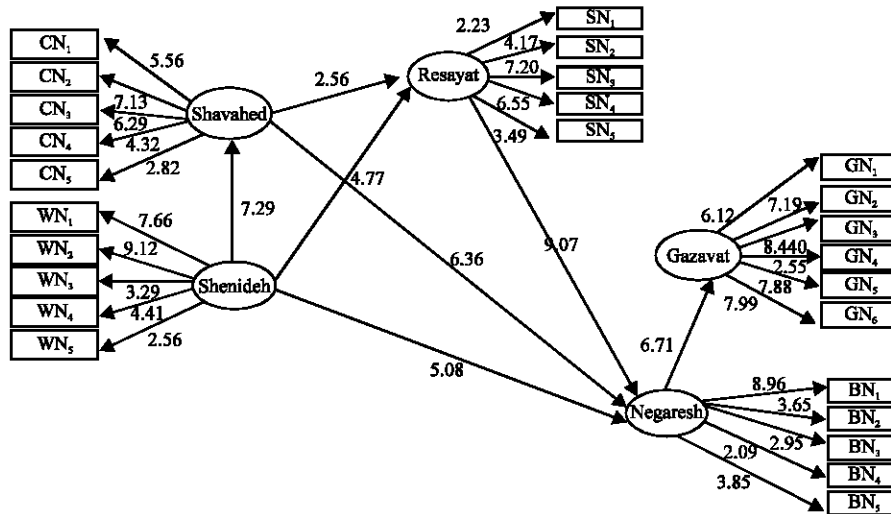 CN₁
CN₂
CN₃
CN₄
CN₅
5.56
7.13
6.29
4.32
2.82
Shavahed
2.56
Resayat
2.23
4.17
7.20
6.55
3.49
SN₁
SN₂
SN₃
SN₄
SN₅
7.29
4.77
6.36
9.07
WN₁
WN₂
WN₃
WN₄
WN₅
7.66
9.12
3.29
4.41
2.56
Shenideh
5.08
Gazavat
6.12
7.19
8.440
2.55
7.88
7.99
GN₁
GN₂
GN₃
GN₄
GN₅
GN₆
6.71
Negaresh
8.96
3.65
2.95
2.09
3.85
BN₁
BN₂
BN₃
BN₄
BN₅